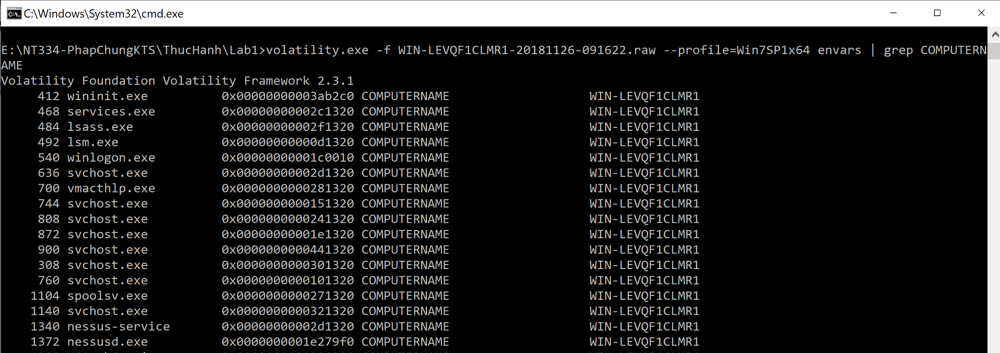 C:\Windows\System32\cmd.exe
E:\NT334-PhapChungKTS\ThucHanh\Lab1>volatility.exe -f WIN-LEVQF1CLMR1-20181126-091622.raw --profile=Win7SP1x64 envars | grep COMPUTERN
AME
Volatility Foundation Volatility Framework 2.3.1
412 wininit.exe 0x00000000003ab2c0 COMPUTERNAME WIN-LEVQF1CLMR1
468 services.exe 0x00000000002c1320 COMPUTERNAME WIN-LEVQF1CLMR1
484 lsass.exe 0x00000000002f1320 COMPUTERNAME WIN-LEVQF1CLMR1
492 lsm.exe 0x00000000000d1320 COMPUTERNAME WIN-LEVQF1CLMR1
540 winlogon.exe 0x00000000001c0010 COMPUTERNAME WIN-LEVQF1CLMR1
636 svchost.exe 0x00000000002d1320 COMPUTERNAME WIN-LEVQF1CLMR1
700 vmacthlp.exe 0x0000000000281320 COMPUTERNAME WIN-LEVQF1CLMR1
744 svchost.exe 0x0000000000151320 COMPUTERNAME WIN-LEVQF1CLMR1
808 svchost.exe 0x0000000000241320 COMPUTERNAME WIN-LEVQF1CLMR1
872 svchost.exe 0x00000000001e1320 COMPUTERNAME WIN-LEVQF1CLMR1
900 svchost.exe 0x0000000000441320 COMPUTERNAME WIN-LEVQF1CLMR1
308 svchost.exe 0x0000000000301320 COMPUTERNAME WIN-LEVQF1CLMR1
760 svchost.exe 0x0000000000101320 COMPUTERNAME WIN-LEVQF1CLMR1
1104 spoolsv.exe 0x0000000000271320 COMPUTERNAME WIN-LEVQF1CLMR1
1140 svchost.exe 0x0000000000321320 COMPUTERNAME WIN-LEVQF1CLMR1
1340 nessus-service 0x00000000002d1320 COMPUTERNAME WIN-LEVQF1CLMR1
1372 nessusd.exe 0x0000000001e279f0 COMPUTERNAME WIN-LEVQF1CLMR1